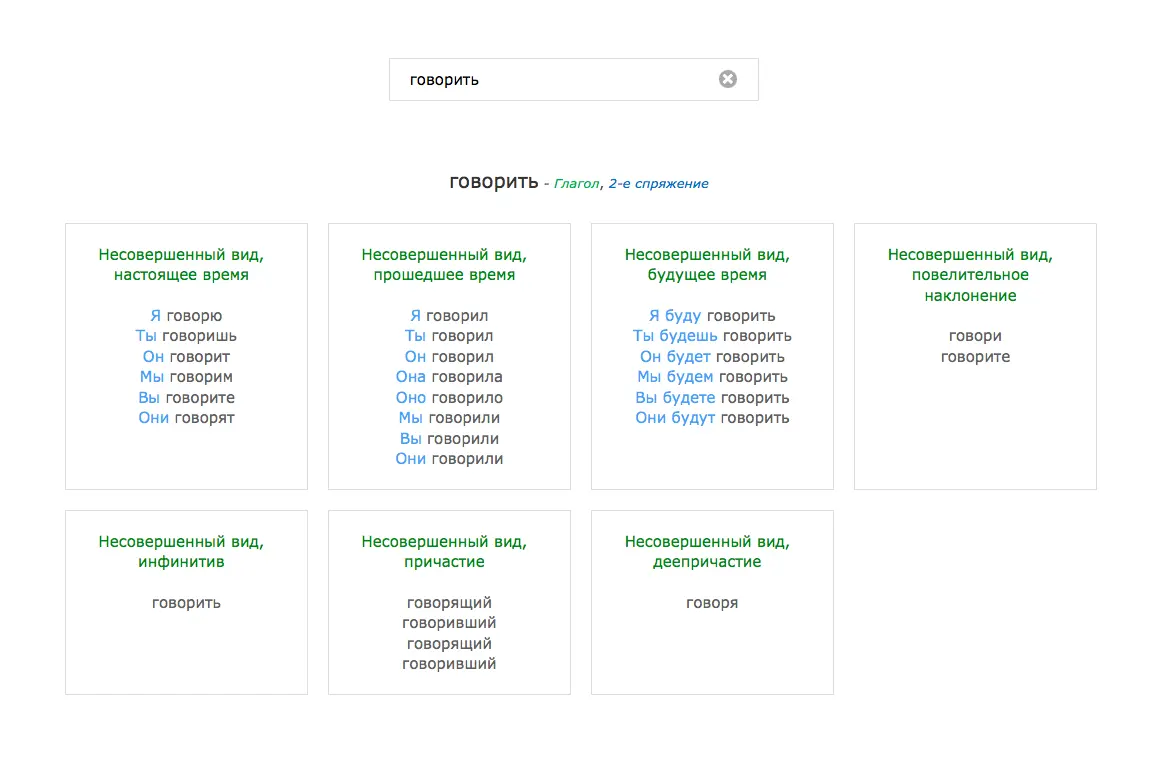 говорить
говорить - Глагол, 2-е спряжение
Несовершенный вид,
настоящее время
Я говорю
Ты говоришь
Он говорит
Мы говорим
Вы говорите
Они говорят
Несовершенный вид,
прошедшее время
Я говорил
Ты говорил
Он говорил
Она говорила
Оно говорило
Мы говорили
Вы говорили
Они говорили
Несовершенный вид,
будущее время
Я буду говорить
Ты будешь говорить
Он будет говорить
Мы будем говорить
Вы будете говорить
Они будут говорить
Несовершенный вид,
повелительное
наклонение
говори
говорите
Несовершенный вид,
инфинитив
говорить
Несовершенный вид,
причастие
говорящий
говоривший
говорящий
говоривший
Несовершенный вид,
деепричастие
говоря